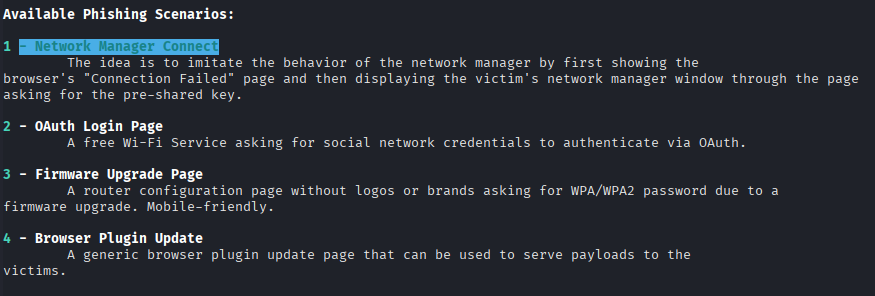 Available Phishing Scenarios:
1 - Network Manager Connect
The idea is to imitate the behavior of the network manager by first showing the
browser's "Connection Failed" page and then displaying the victim's network manager window through the page
asking for the pre-shared key.
2 - OAuth Login Page
A free Wi-Fi Service asking for social network credentials to authenticate via OAuth.
3 - Firmware Upgrade Page
A router configuration page without logos or brands asking for WPA/WPA2 password due to a
firmware upgrade. Mobile-friendly.
4 - Browser Plugin Update
A generic browser plugin update page that can be used to serve payloads to the
victims.